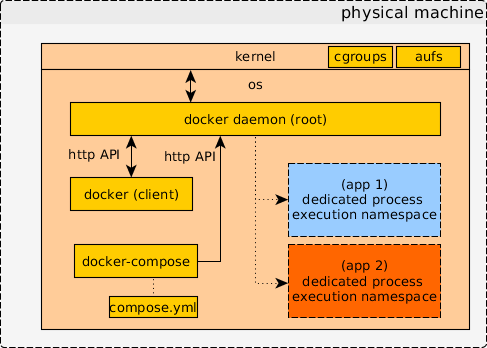 physical machine
kernel
cgroups
aufs
os
docker daemon (root)
http API
http API
docker (client)
(app 1)
dedicated process
execution namespace
docker-compose
(app 2)
dedicated process
execution namespace
compose.yml